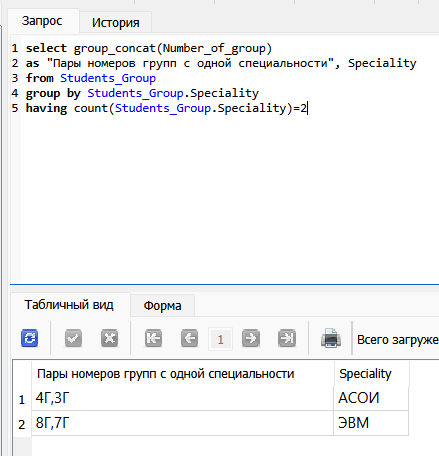 Запрос История
1 select group_concat(Number_of_group)
2 as "Пары номеров групп с одной специальности", Speciality
3 from Students_Group
4 group by Students_Group.Speciality
5 having count(Students_Group.Speciality)=2
Табличный вид Форма
1 Всего загруже
Пары номеров групп с одной специальности Speciality
1 4Г,3Г АСОИ
2 8Г,7Г ЭВМ